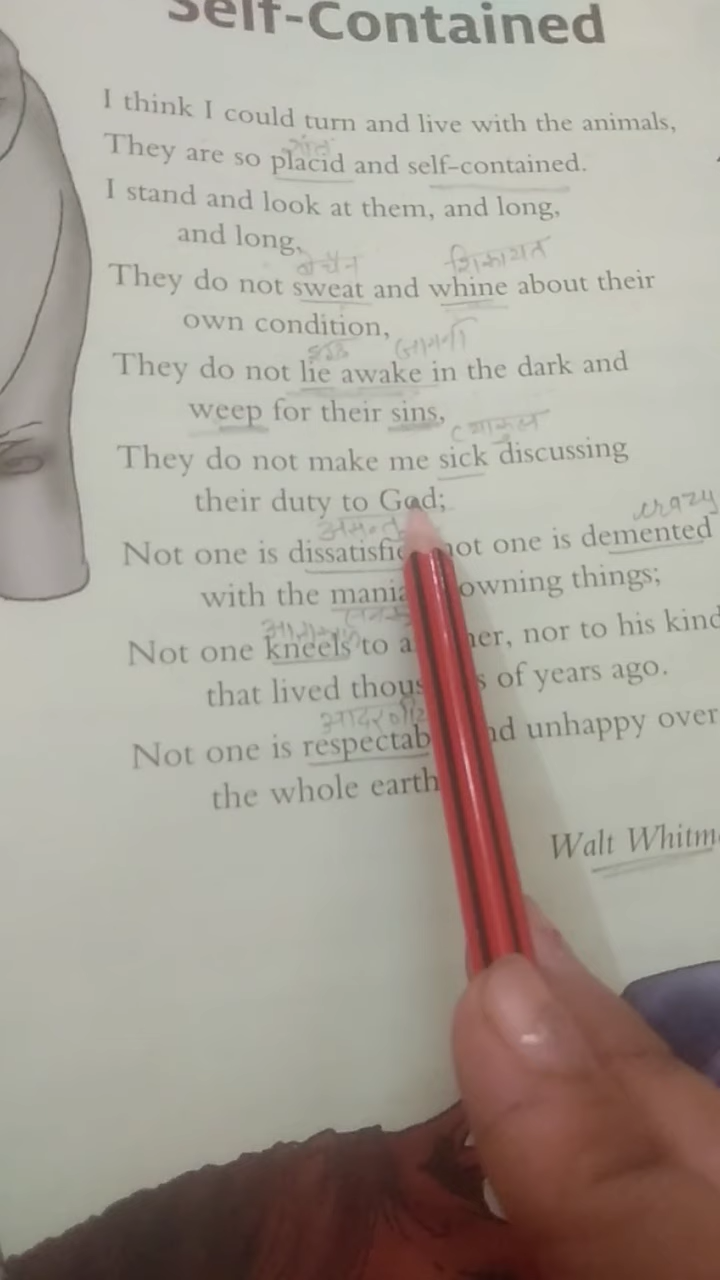 Self-Contained
I think I could turn and live with the animals,
शांत
They are so placid and self-contained.
I stand and look at them, and long,
and long,
बेचैन शिकायत
They do not sweat and whine about their
own condition,
जागना
They do not lie awake in the dark and
weep for their sins,
They do not make me sick discussing
their duty to God;
crazy
Not one is dissatisfie not one is demented
with the mania owning things;
Not one kneels to a her, nor to his kind
that lived thous s of years ago.
Not one is respectab nd unhappy over
the whole earth
Walt Whitm